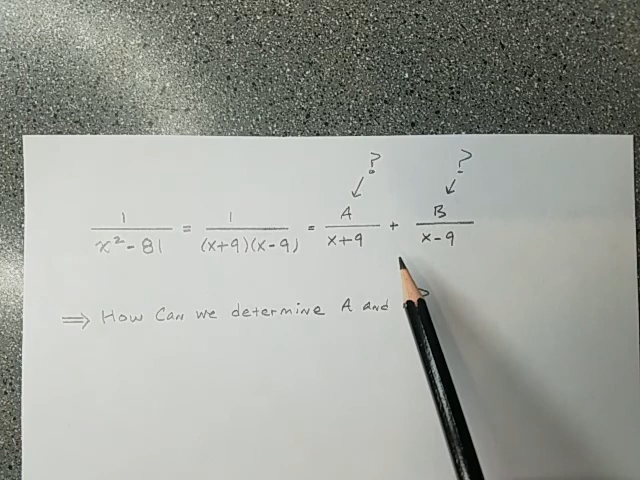 ? ?
1 / x² - 81 = 1 / (x+9)(x-9) = A / x+9 + B / x-9
⇒ How Can we determine A and